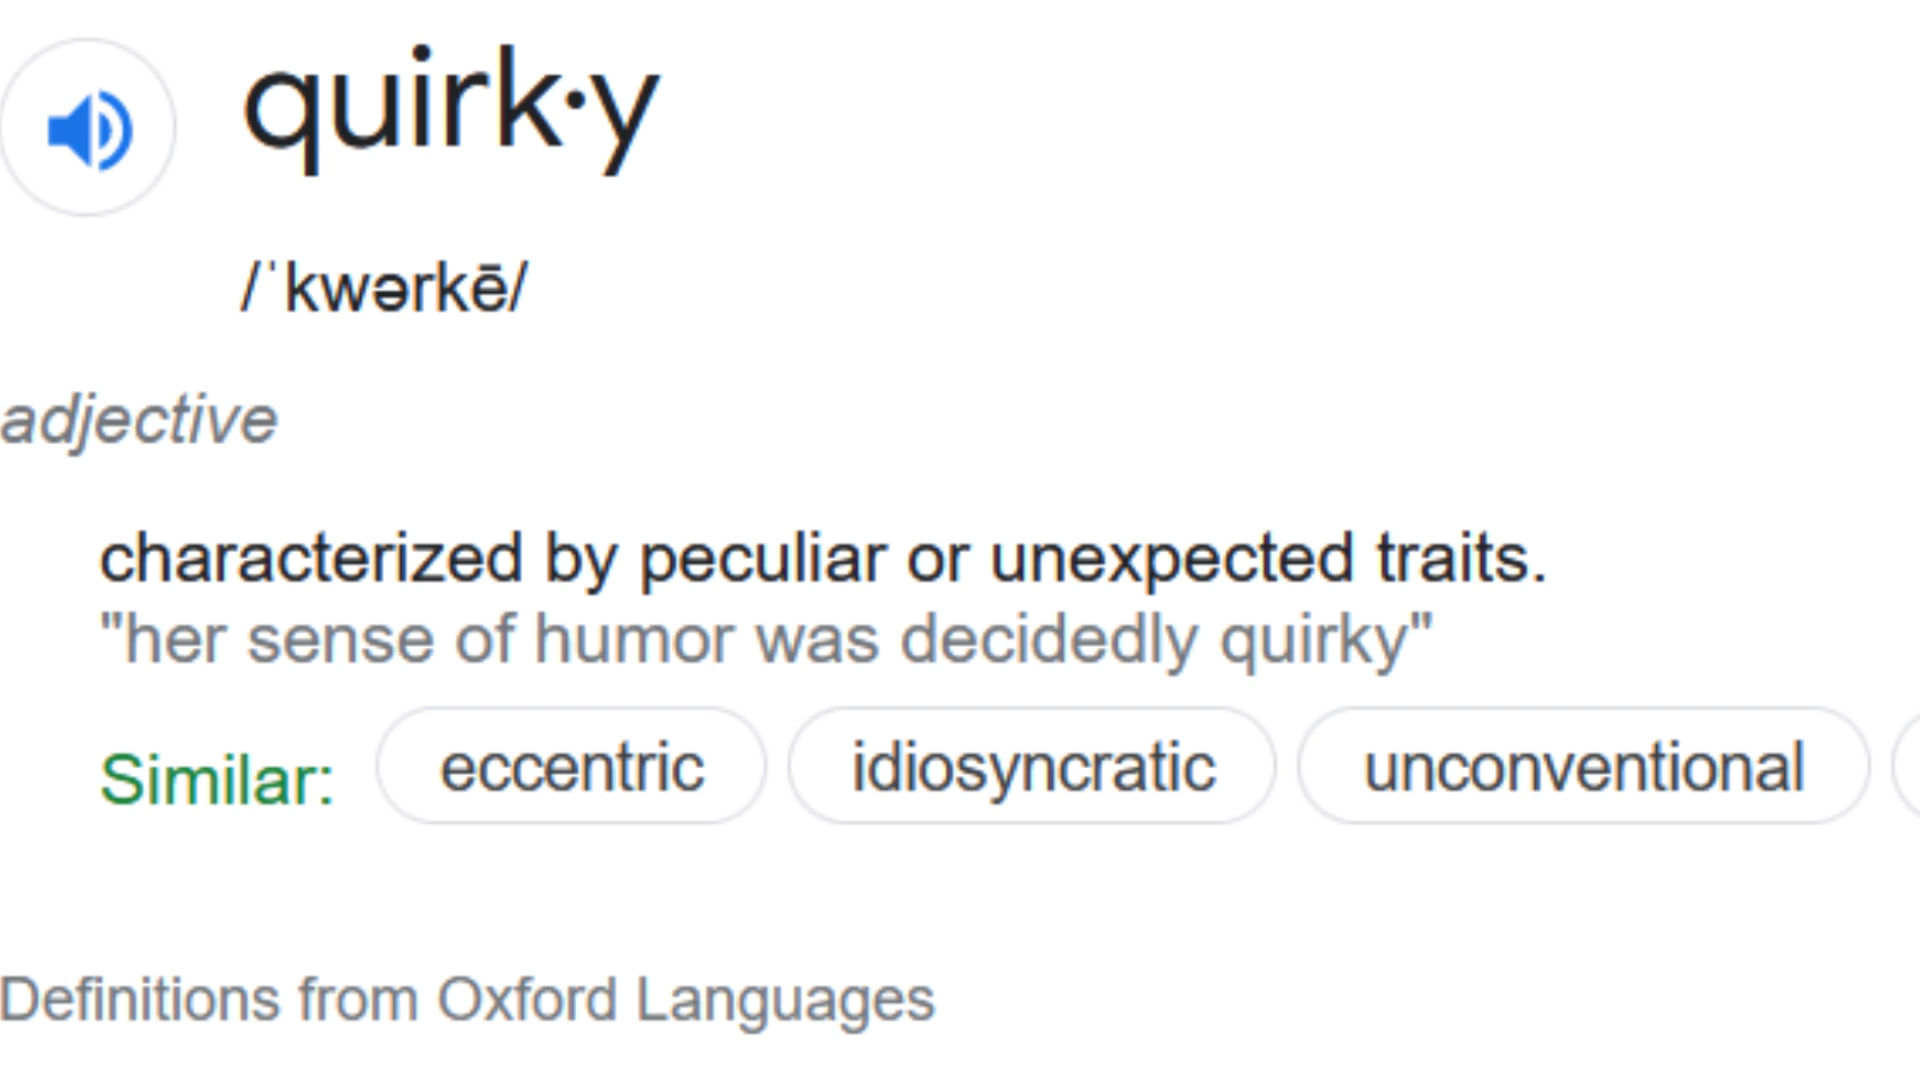 quirk·y
/ˈkwərkē/
adjective
characterized by peculiar or unexpected traits.
"her sense of humor was decidedly quirky"
Similar: eccentric idiosyncratic unconventional
Definitions from Oxford Languages